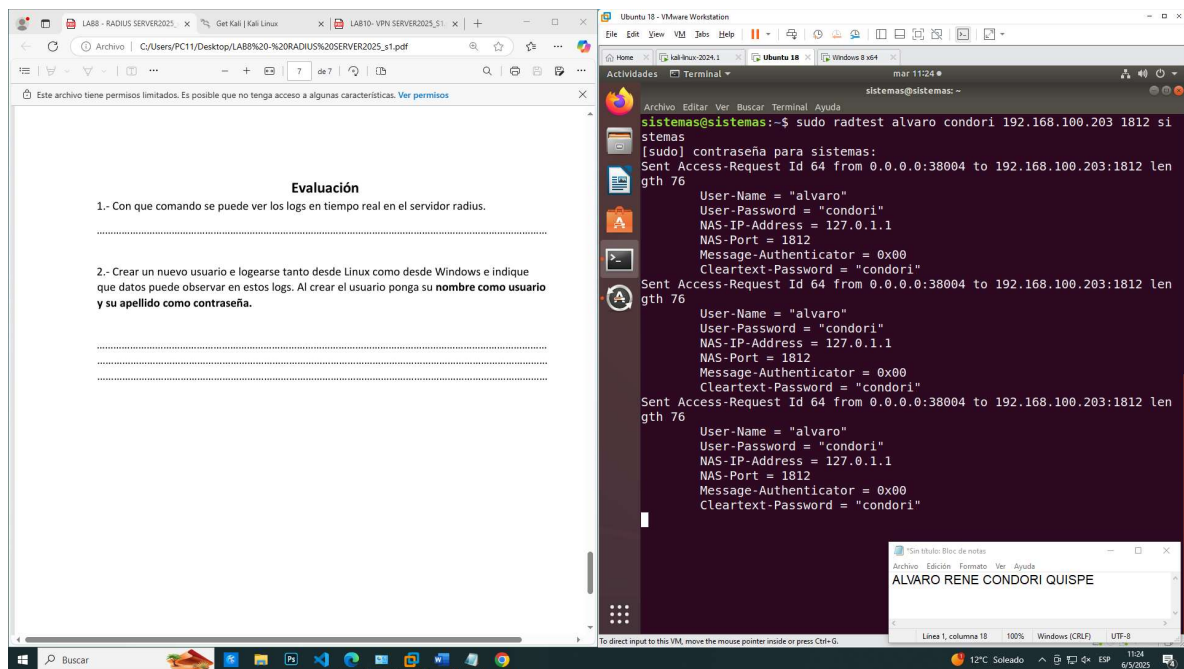 LAB8 - RADIUS SERVER2025_
Get Kali | Kali Linux
LAB10- VPN SERVER2025_S1.
Archivo
C:/Users/PC11/Desktop/LAB8%20-%20RADIUS%20SERVER2025_s1.pdf
7
de 7
Este archivo tiene permisos limitados. Es posible que no tenga acceso a algunas características. Ver permisos
Evaluación
1.- Con que comando se puede ver los logs en tiempo real en el servidor radius.
2.- Crear un nuevo usuario e logearse tanto desde Linux como desde Windows e indique
que datos puede observar en estos logs. Al crear el usuario ponga su nombre como usuario
y su apellido como contraseña.
Ubuntu 18 - VMware Workstation
File Edit View VM Tabs Help
Home
kali-linux-2024.1
Ubuntu 18
Windows 8 x64
Actividades
Terminal
mar 11:24
sistemas@sistemas: ~
Archivo Editar Ver Buscar Terminal Ayuda
sistemas@sistemas:~$ sudo radtest alvaro condori 192.168.100.203 1812 si
stemas
[sudo] contraseña para sistemas:
Sent Access-Request Id 64 from 0.0.0.0:38004 to 192.168.100.203:1812 len
gth 76
User-Name = "alvaro"
User-Password = "condori"
NAS-IP-Address = 127.0.1.1
NAS-Port = 1812
Message-Authenticator = 0x00
Cleartext-Password = "condori"
Sent Access-Request Id 64 from 0.0.0.0:38004 to 192.168.100.203:1812 len
gth 76
User-Name = "alvaro"
User-Password = "condori"
NAS-IP-Address = 127.0.1.1
NAS-Port = 1812
Message-Authenticator = 0x00
Cleartext-Password = "condori"
Sent Access-Request Id 64 from 0.0.0.0:38004 to 192.168.100.203:1812 len
gth 76
User-Name = "alvaro"
User-Password = "condori"
NAS-IP-Address = 127.0.1.1
NAS-Port = 1812
Message-Authenticator = 0x00
Cleartext-Password = "condori"
*Sin título: Bloc de notas
Archivo Edición Formato Ver Ayuda
ALVARO RENE CONDORI QUISPE
Línea 1, columna 18
100%
Windows (CRLF)
UTF-8
To direct input to this VM, move the mouse pointer inside or press Ctrl+G.
Buscar
12°C Soleado
ESP
11:24
6/5/2025